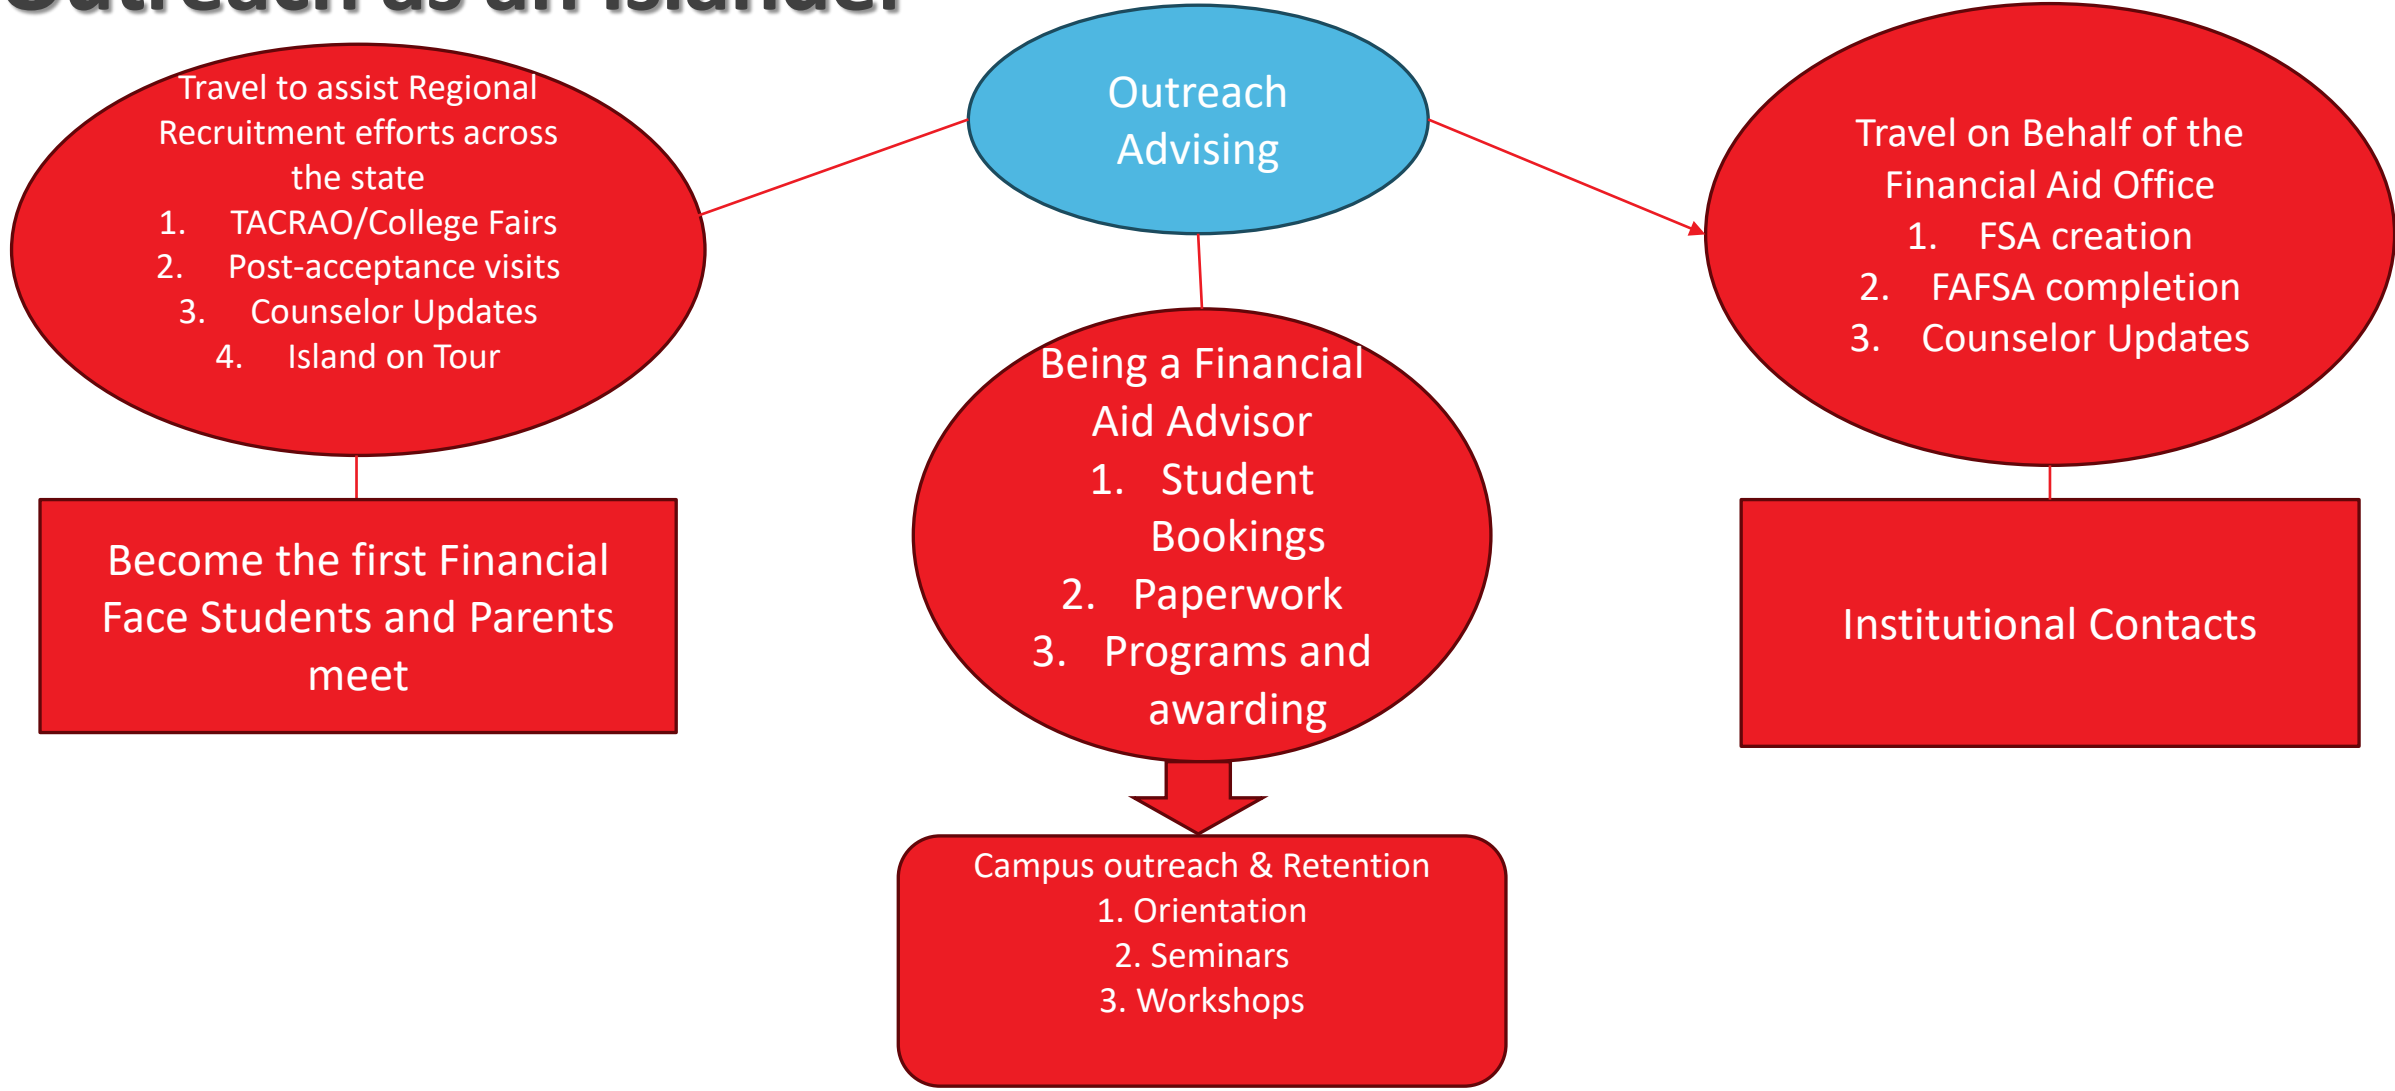 Outreach as an Islander
Outreach
Advising
Travel to assist Regional
Recruitment efforts across
the state
1. TACRAO/College Fairs
2. Post-acceptance visits
3. Counselor Updates
4. Island on Tour
Travel on Behalf of the
Financial Aid Office
1. FSA creation
2. FAFSA completion
3. Counselor Updates
Being a Financial
Aid Advisor
1. Student
Bookings
2. Paperwork
3. Programs and
awarding
Become the first Financial
Face Students and Parents
meet
Institutional Contacts
Campus outreach & Retention
1. Orientation
2. Seminars
3. Workshops